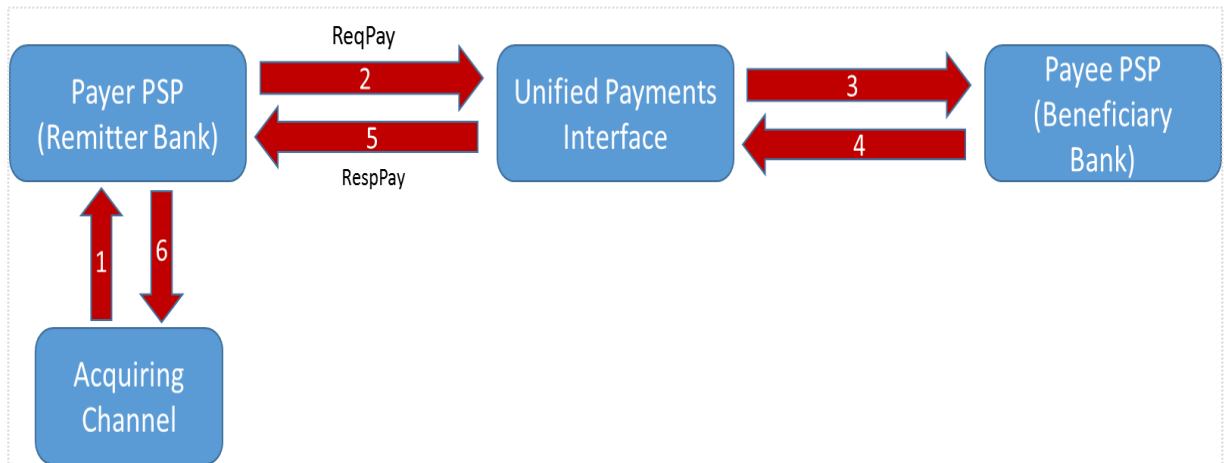 ReqPay
Payer PSP
(Remitter Bank)
2
5
RespPay
Unified Payments
Interface
3
4
Payee PSP
(Beneficiary
Bank)
1
6
Acquiring
Channel